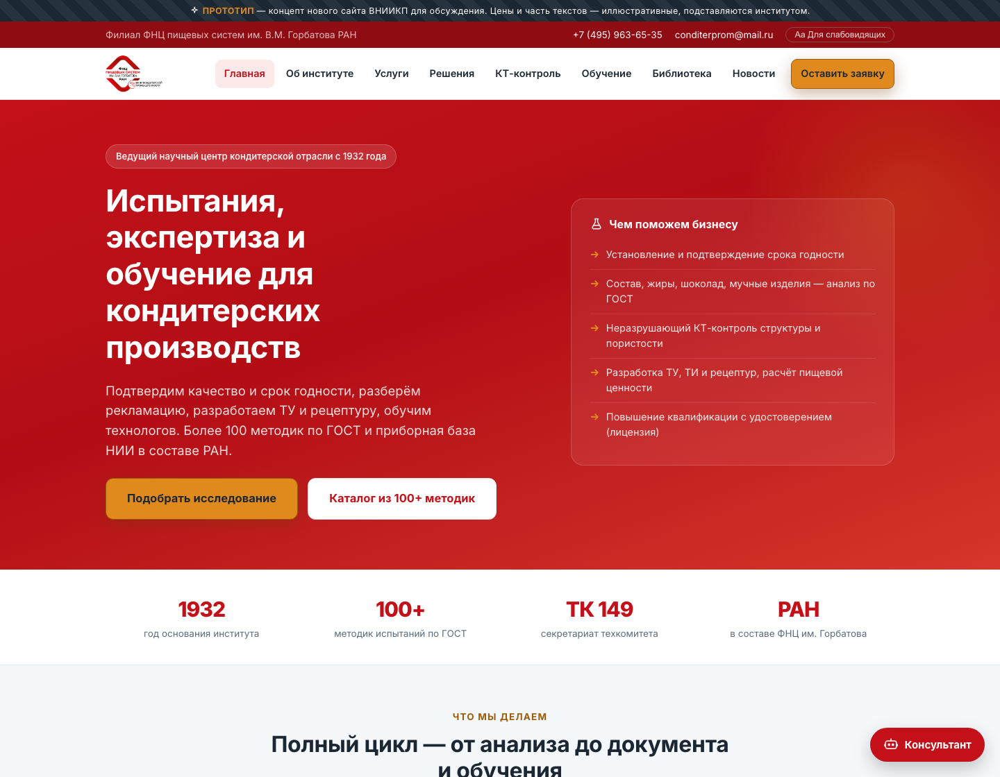 ПРОТОТИП — концепт нового сайта ВНИИКП для обсуждения. Цены и часть текстов — иллюстративные, подставляются институтом.
Филиал ФНЦ пищевых систем им. В.М. Горбатова РАН
+7 (495) 963-65-35
conditerprom@mail.ru
Aa Для слабовидящих
ФНЦ
ПИЩЕВЫХ СИСТЕМ
ИМ. В.М. ГОРБАТОВА
РАН
Главная
Об институте
Услуги
Решения
КТ-контроль
Обучение
Библиотека
Новости
Оставить заявку
Ведущий научный центр кондитерской отрасли с 1932 года
Испытания,
экспертиза и
обучение для
кондитерских
производств
Подтвердим качество и срок годности, разберём
рекламацию, разработаем ТУ и рецептуру, обучим
технологов. Более 100 методик по ГОСТ и приборная база
НИИ в составе РАН.
Подобрать исследование
Каталог из 100+ методик
Чем поможем бизнесу
→ Установление и подтверждение срока годности
→ Состав, жиры, шоколад, мучные изделия — анализ по
ГОСТ
→ Неразрушающий КТ-контроль структуры и
пористости
→ Разработка ТУ, ТИ и рецептур, расчёт пищевой
ценности
→ Повышение квалификации с удостоверением
(лицензия)
1932
год основания института
100+
методик испытаний по ГОСТ
ТК 149
секретариат техкомитета
РАН
в составе ФНЦ им. Горбатова
ЧТО МЫ ДЕЛАЕМ
Полный цикл — от анализа до документа
и обучения
Консультант